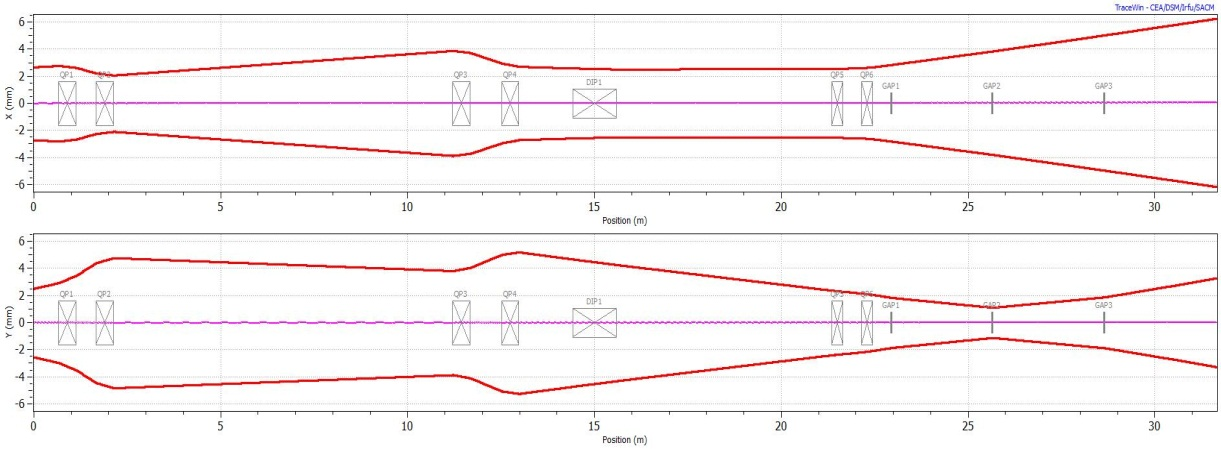 TraceWin - CEA/DSM/Irfu/SACM
6
4
2
0
-2
-4
-6
X (mm)
QP1 QP2 QP3 QP4 DIP1 QP5 QP6 GAP1 GAP2 GAP3
0 5 10 15 20 25 30
Position (m)
6
4
2
0
-2
-4
-6
Y (mm)
QP1 QP2 QP3 QP4 DIP1 QP5 QP6 GAP1 GAP2 GAP3
0 5 10 15 20 25 30
Position (m)